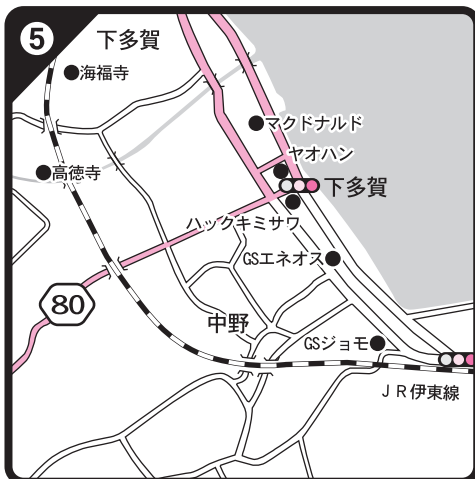 5
下多賀
海福寺
マクドナルド
ヤオハン
高徳寺
下多賀
ハックキミサワ
GSエネオス
80
中野
GSジョモ
JR伊東線